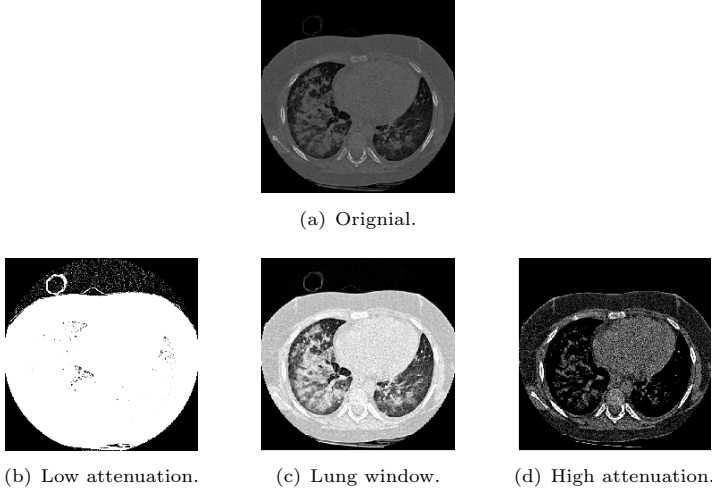 (a) Orignial.
(b) Low attenuation.
(c) Lung window.
(d) High attenuation.